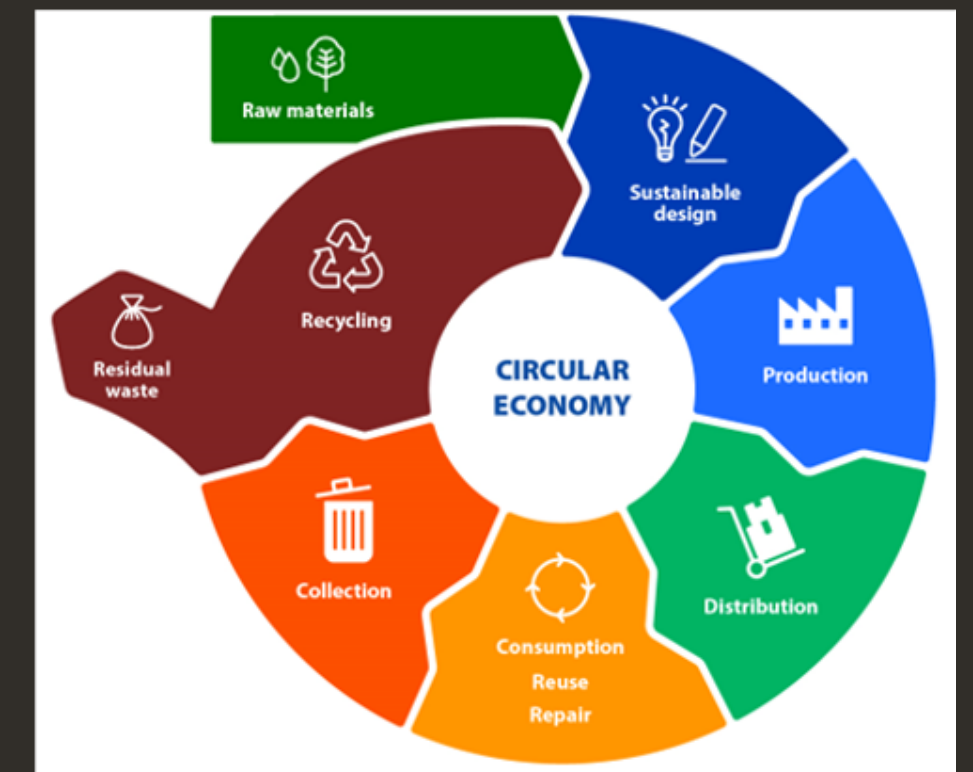 Raw materials
Sustainable
design
Production
Distribution
Consumption
Reuse
Repair
Collection
Recycling
Residual
waste
CIRCULAR
ECONOMY